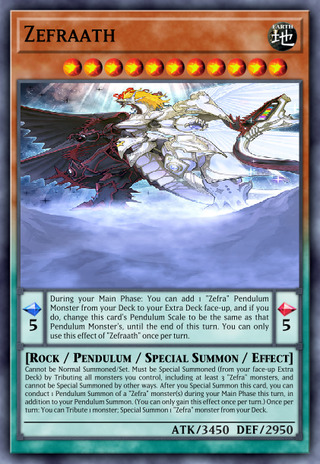 Zefraath
EARTH
地
During your Main Phase: You can add 1 "Zefra" Pendulum
Monster from your Deck to your Extra Deck face-up, and if you
do, change this card's Pendulum Scale to be the same as that
Pendulum Monster's, until the end of this turn. You can only
use this effect of "Zefraath" once per turn.
5
5
[Rock / Pendulum / Special Summon / Effect]
Cannot be Normal Summoned/Set. Must be Special Summoned (from your face-up Extra
Deck) by Tributing all monsters you control, including at least 3 "Zefra" monsters, and
cannot be Special Summoned by other ways. After you Special Summon this card, you can
conduct 1 Pendulum Summon of a "Zefra" monster(s) during your Main Phase this turn, in
addition to your Pendulum Summon. (You can only gain this effect once per turn.) Once per
turn: You can Tribute 1 monster; Special Summon 1 "Zefra" monster from your Deck.
ATK/3450 DEF/2950